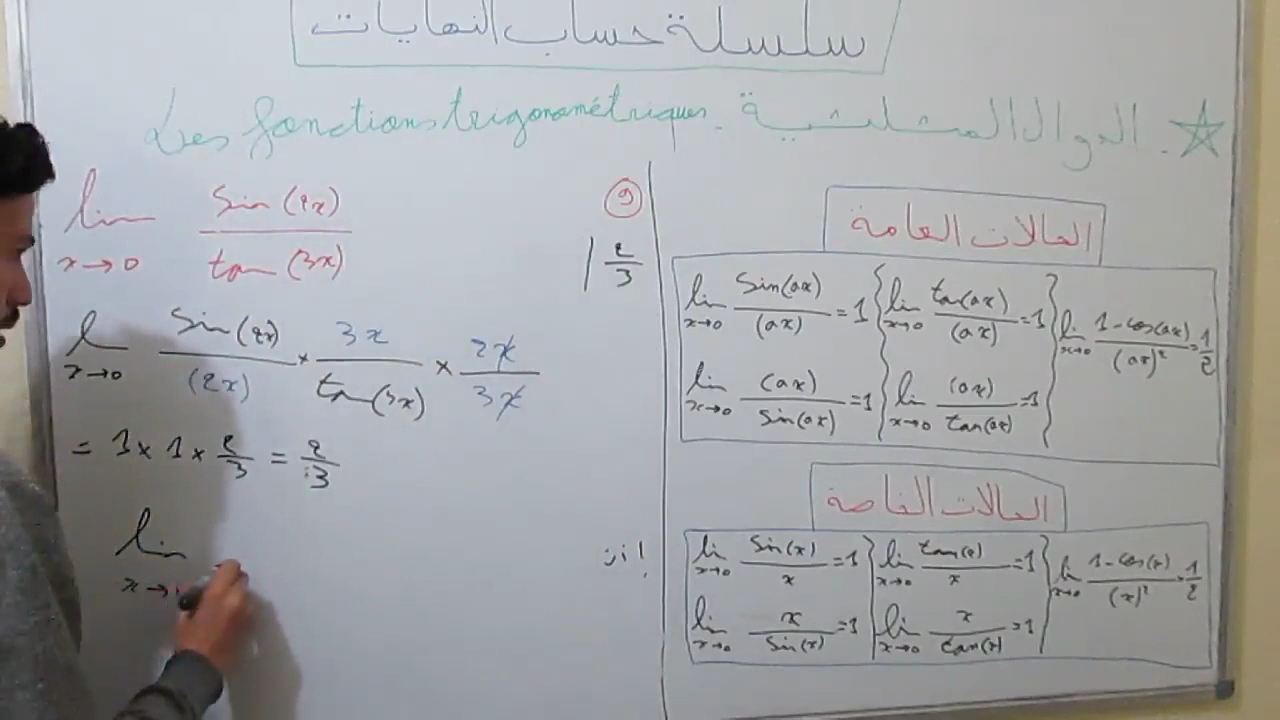 سلسلة حساب النهايات
Les fonctions trigonométriques. الدوال المثلثية.
lim x→0 sin(2x) / tan(3x)
9
2/3
lim x→0 sin(2x)/(2x) × 3x/tan(3x) × 2x/3x
= 1 × 1 × 2/3 = 2/3
إذن
lim x→
الحالات العامة
lim x→0 sin(ax)/(ax) = 1 lim x→0 tan(ax)/(ax) = 1 lim x→0 1-cos(ax)/(ax)² = 1/2
lim x→0 (ax)/sin(ax) = 1 lim x→0 (ax)/tan(ax) = 1
الحالات الخاصة
lim x→0 sin(x)/x = 1 lim x→0 tan(x)/x = 1 lim x→0 1-cos(x)/(x)² = 1/2
lim x→0 x/sin(x) = 1 lim x→0 x/tan(x) = 1